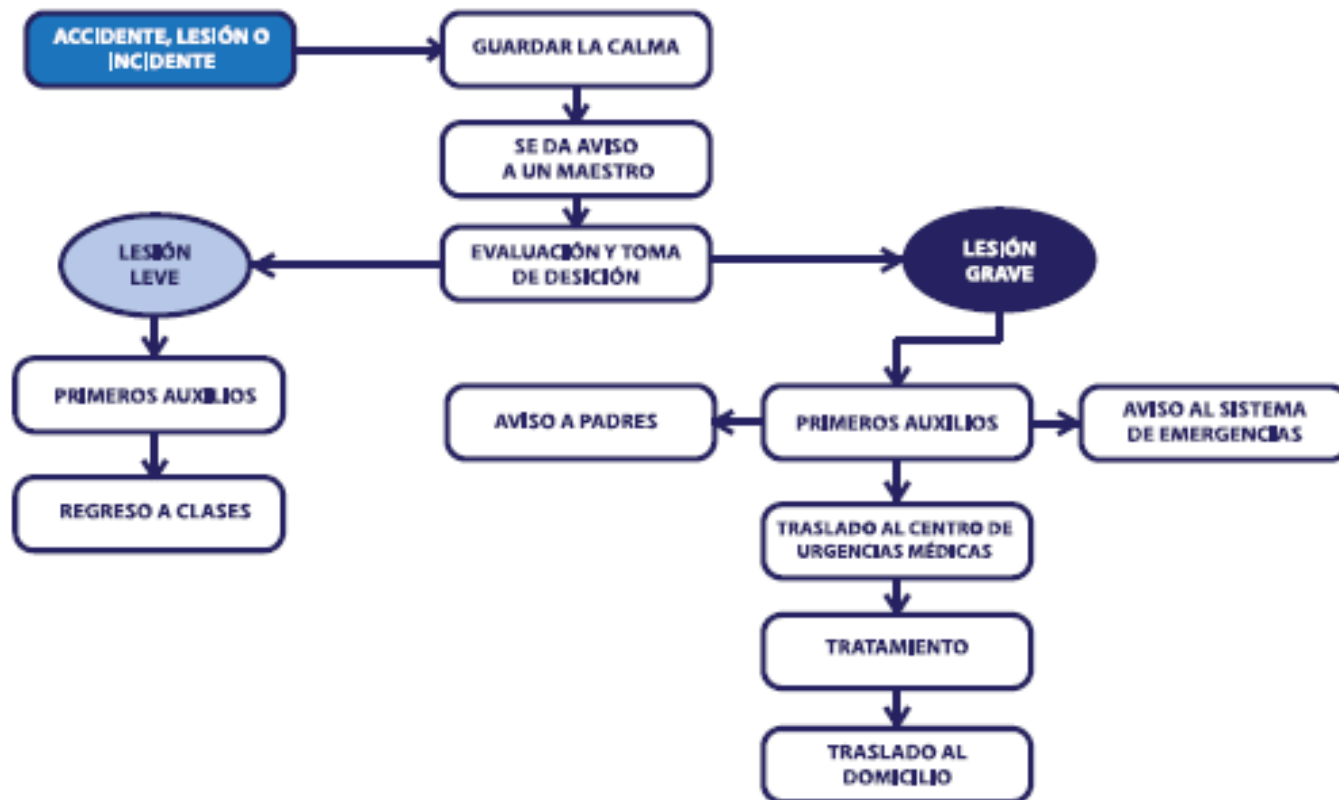 ACCIDENTE, LESIÓN O
INCIDENTE
GUARDAR LA CALMA
SE DA AVISO
A UN MAESTRO
LESIÓN
LEVE
EVALUACIÓN Y TOMA
DE DESICIÓN
LESIÓN
GRAVE
PRIMEROS AUXILIOS
AVISO A PADRES
PRIMEROS AUXILIOS
AVISO AL SISTEMA
DE EMERGENCIAS
REGRESO A CLASES
TRASLADO AL CENTRO DE
URGENCIAS MÉDICAS
TRATAMIENTO
TRASLADO AL
DOMICILIO